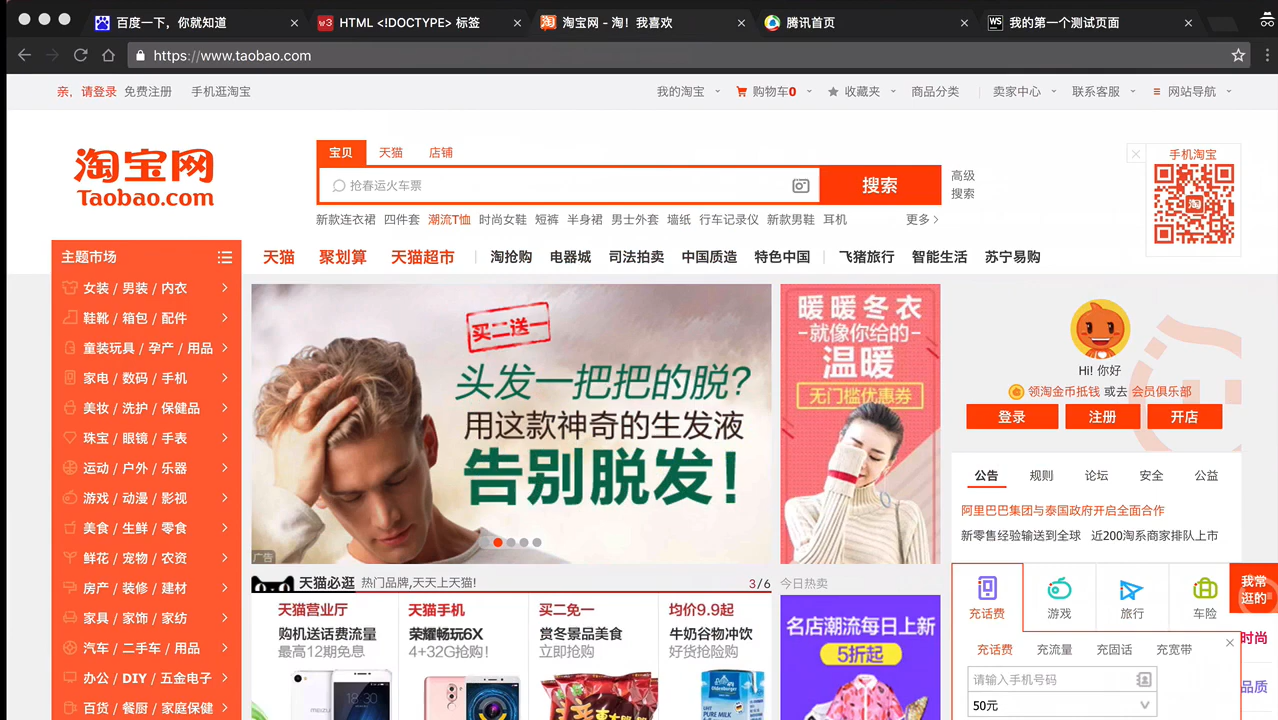 百度一下，你就知道
HTML <!DOCTYPE> 标签
淘宝网 - 淘！我喜欢
腾讯首页
我的第一个测试页面
https://www.taobao.com
亲，请登录 免费注册 手机逛淘宝
我的淘宝 购物车0 收藏夹 商品分类 卖家中心 联系客服 网站导航
淘宝网
Taobao.com
宝贝 天猫 店铺
抢春运火车票
搜索
高级
搜索
手机淘宝
淘
新款连衣裙 四件套 潮流T恤 时尚女鞋 短裤 半身裙 男士外套 墙纸 行车记录仪 新款男鞋 耳机 更多
主题市场
天猫 聚划算 天猫超市 淘抢购 电器城 司法拍卖 中国质造 特色中国 飞猪旅行 智能生活 苏宁易购
女装 / 男装 / 内衣
鞋靴 / 箱包 / 配件
童装玩具 / 孕产 / 用品
家电 / 数码 / 手机
美妆 / 洗护 / 保健品
珠宝 / 眼镜 / 手表
运动 / 户外 / 乐器
游戏 / 动漫 / 影视
美食 / 生鲜 / 零食
鲜花 / 宠物 / 农资
房产 / 装修 / 建材
家具 / 家饰 / 家纺
汽车 / 二手车 / 用品
办公 / DIY / 五金电子
百货 / 餐厨 / 家庭保健
买二送一
头发一把把的脱?
用这款神奇的生发液
告别脱发!
广告
暖暖冬衣
就像你给的
温暖
无门槛优惠券
Hi! 你好
领淘金币抵钱 或去 会员俱乐部
登录 注册 开店
公告 规则 论坛 安全 公益
阿里巴巴集团与泰国政府开启全面合作
新零售经验输送到全球 近200淘系商家排队上市
充话费 游戏 旅行 车险
我常
逛的
时尚
品质
充话费 充流量 充固话 充宽带
请输入手机号码
50元
天猫必逛 热门品牌,天天上天猫! 3/6
今日热卖
天猫营业厅
购机送话费流量
最高12期免息
天猫手机
荣耀畅玩6X
4+32G抢购！
买二免一
赏冬景品美食
立即抢购
均价9.9起
牛奶谷物冲饮
好货抢险购
名店潮流每日上新
5折起